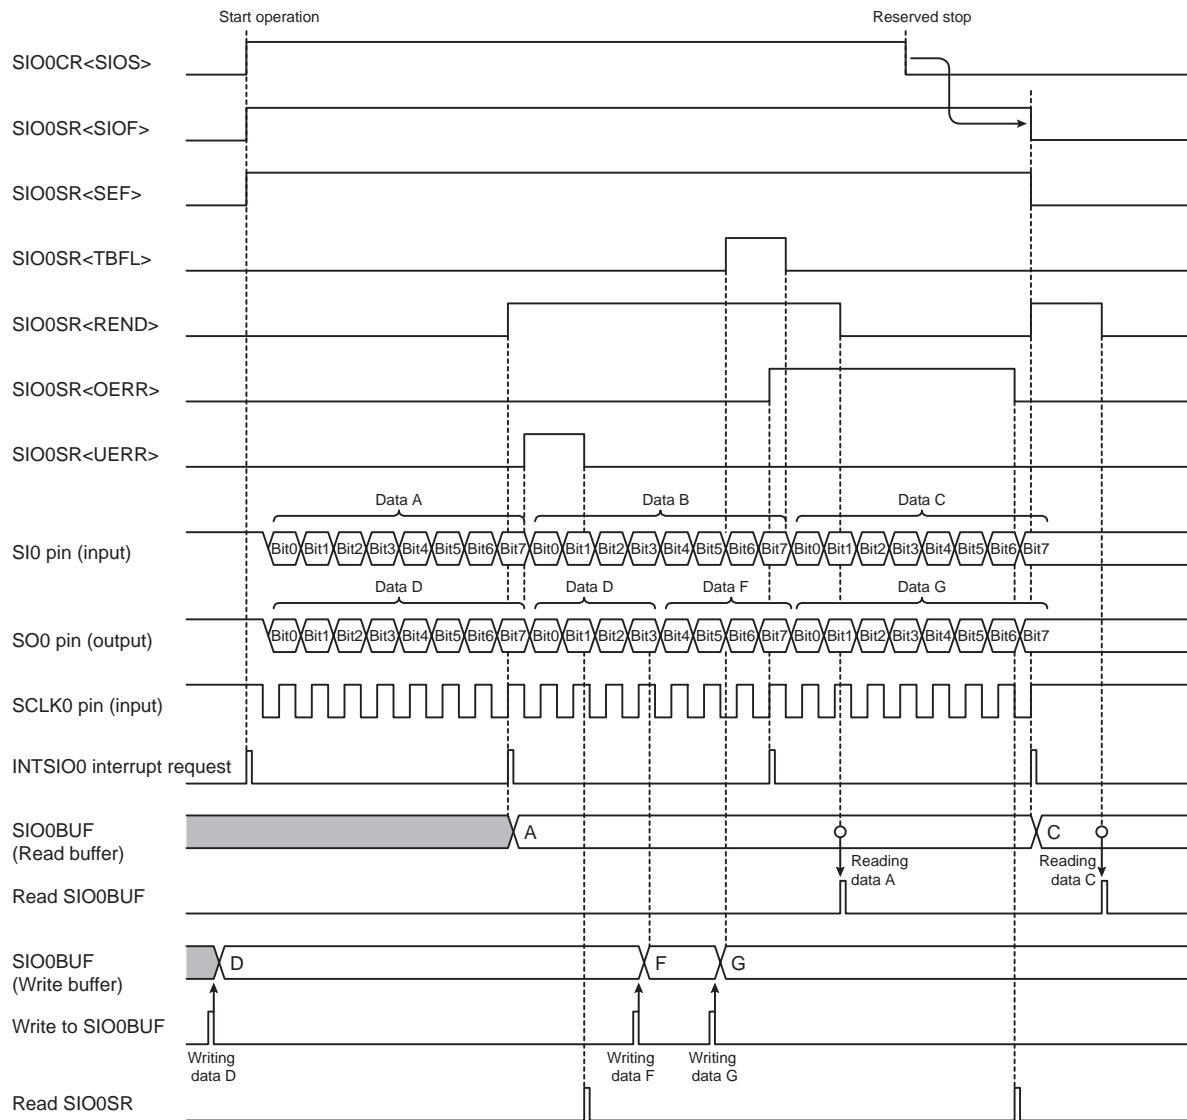 Start operation
Reserved stop
SIO0CR<SIOS>
SIO0SR<SIOF>
SIO0SR<SEF>
SIO0SR<TBFL>
SIO0SR<REND>
SIO0SR<OERR>
SIO0SR<UERR>
Data A
Data B
Data C
SI0 pin (input)
Bit0 Bit1 Bit2 Bit3 Bit4 Bit5 Bit6 Bit7 Bit0 Bit1 Bit2 Bit3 Bit4 Bit5 Bit6 Bit7 Bit0 Bit1 Bit2 Bit3 Bit4 Bit5 Bit6 Bit7
Data D
Data D
Data F
Data G
SO0 pin (output)
Bit0 Bit1 Bit2 Bit3 Bit4 Bit5 Bit6 Bit7 Bit0 Bit1 Bit2 Bit3 Bit4 Bit5 Bit6 Bit7 Bit0 Bit1 Bit2 Bit3 Bit4 Bit5 Bit6 Bit7
SCLK0 pin (input)
INTSIO0 interrupt request
SIO0BUF
(Read buffer)
A
C
Reading
data A
Reading
data C
Read SIO0BUF
SIO0BUF
(Write buffer)
D
F
G
Write to SIO0BUF
Writing
data D
Writing
data F
Writing
data G
Read SIO0SR